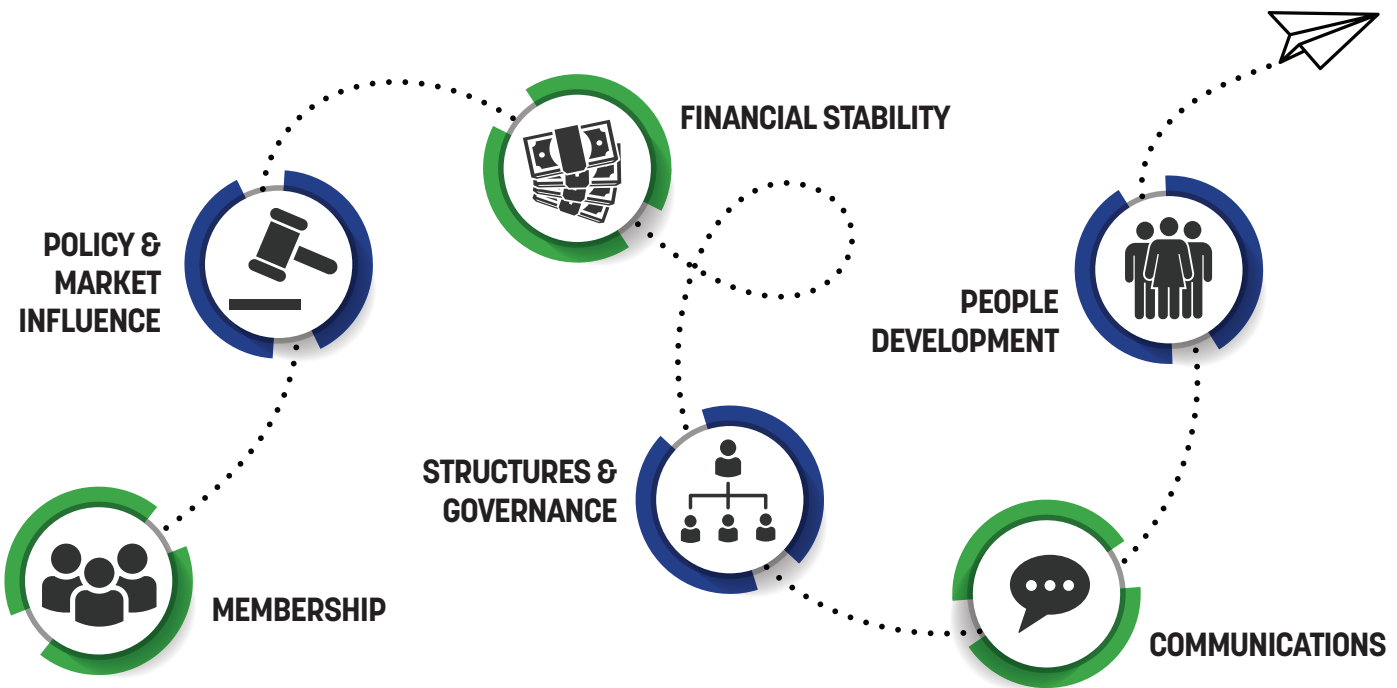 FINANCIAL STABILITY
POLICY &
MARKET
INFLUENCE
PEOPLE
DEVELOPMENT
STRUCTURES &
GOVERNANCE
MEMBERSHIP
COMMUNICATIONS